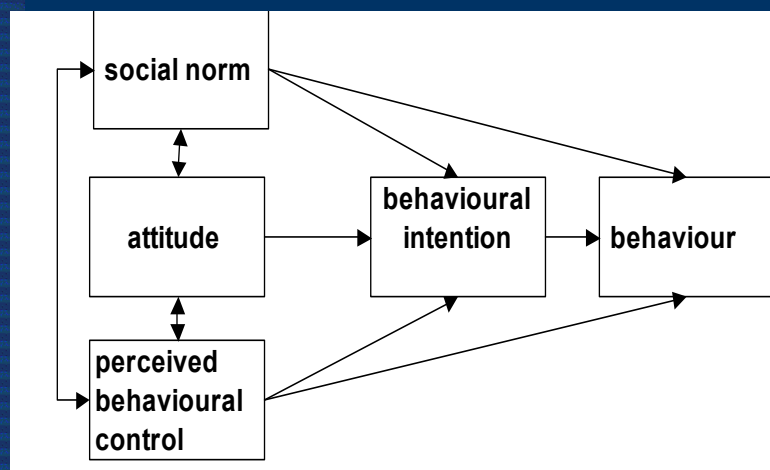 social norm
attitude
behavioural
intention
behaviour
perceived
behavioural
control